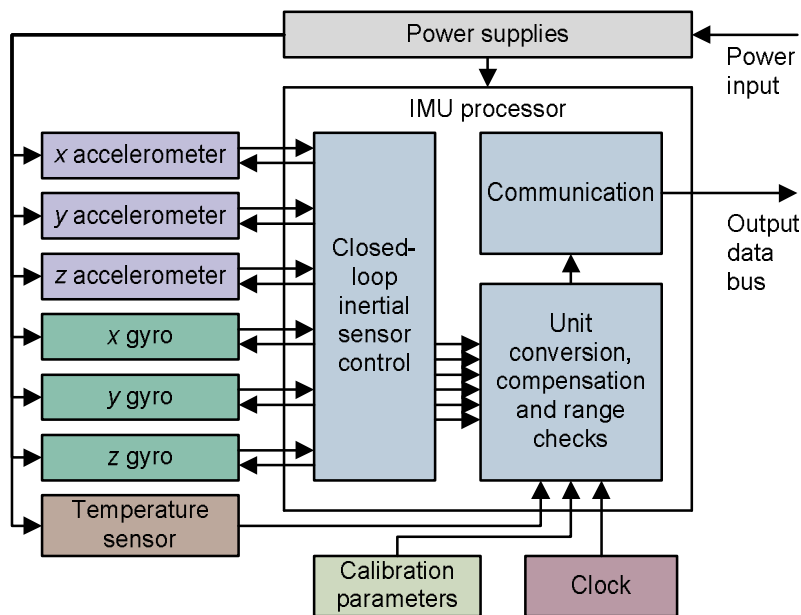 Power supplies
Power
input
IMU processor
x accelerometer
y accelerometer
z accelerometer
x gyro
y gyro
z gyro
Temperature
sensor
Closed-
loop
inertial
sensor
control
Communication
Output
data
bus
Unit
conversion,
compensation
and range
checks
Calibration
parameters
Clock